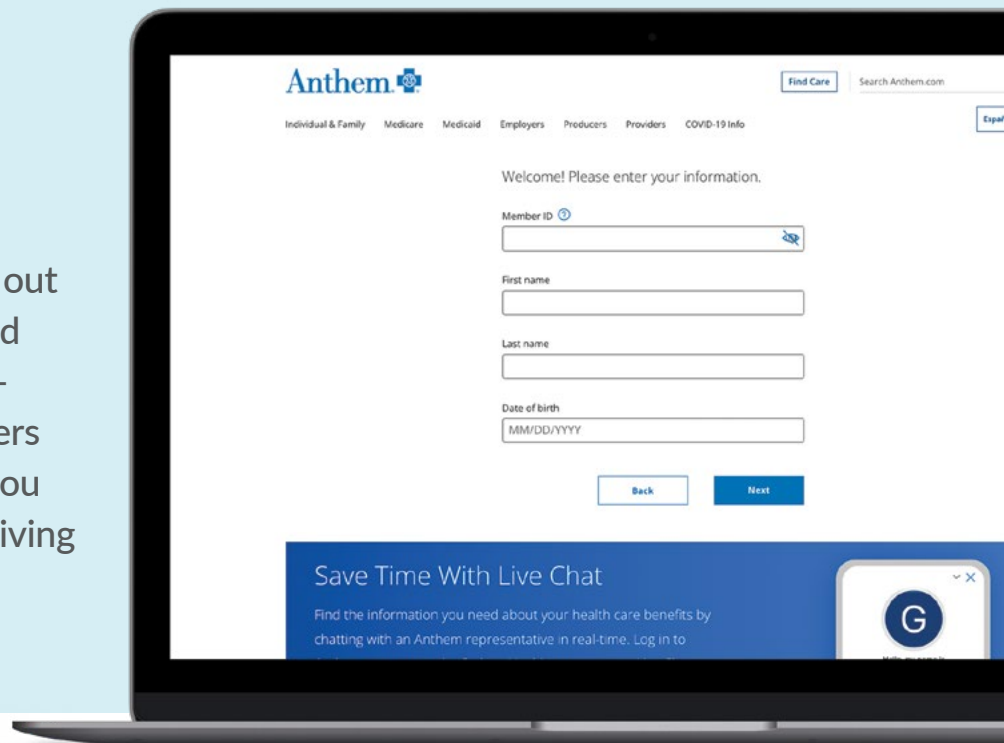 out
d
-
ers
ou
iving
Anthem
Find Care
Search Anthem.com
Individual & Family Medicare Medicaid Employers Producers Providers COVID-19 Info
Welcome! Please enter your information.
Member ID ?
First name
Last name
Date of birth
MM/DD/YYYY
Back Next
Save Time With Live Chat
Find the information you need about your health care benefits by
chatting with an Anthem representative in real-time. Log in to
G